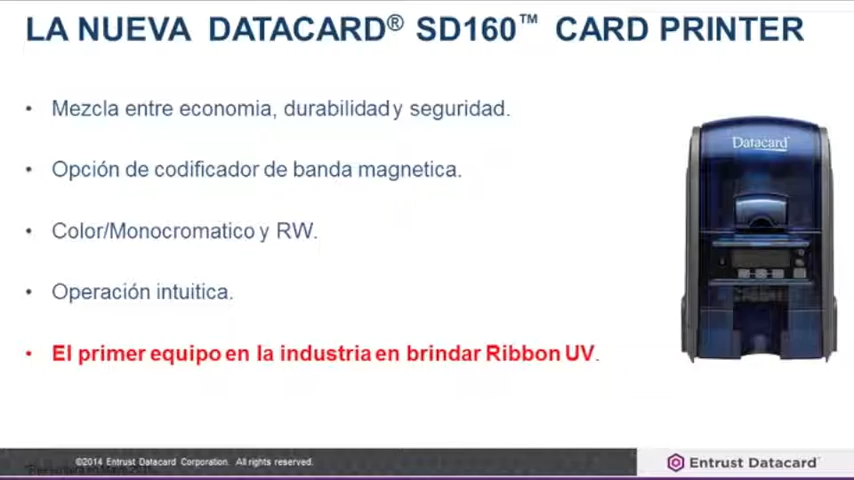 LA NUEVA DATACARD® SD160™ CARD PRINTER
• Mezcla entre economia, durabilidad y seguridad.
• Opción de codificador de banda magnetica.
• Color/Monocromatico y RW.
• Operación intuitica.
• El primer equipo en la industria en brindar Ribbon UV.
Datacard
©2014 Entrust Datacard Corporation. All rights reserved.
Entrust Datacard